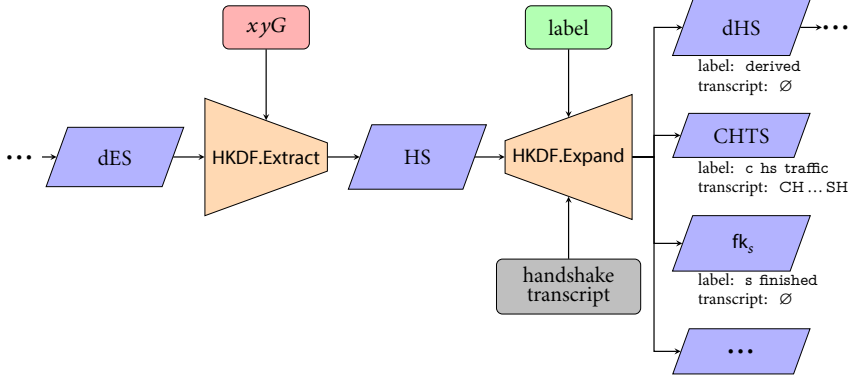 xyG
label
dHS
•••
label: derived
transcript: ∅
••• dES
HKDF.Extract
HS
HKDF.Expand
CHTS
label: c hs traffic
transcript: CH...SH
handshake
transcript
fkₛ
label: s finished
transcript: ∅
•••